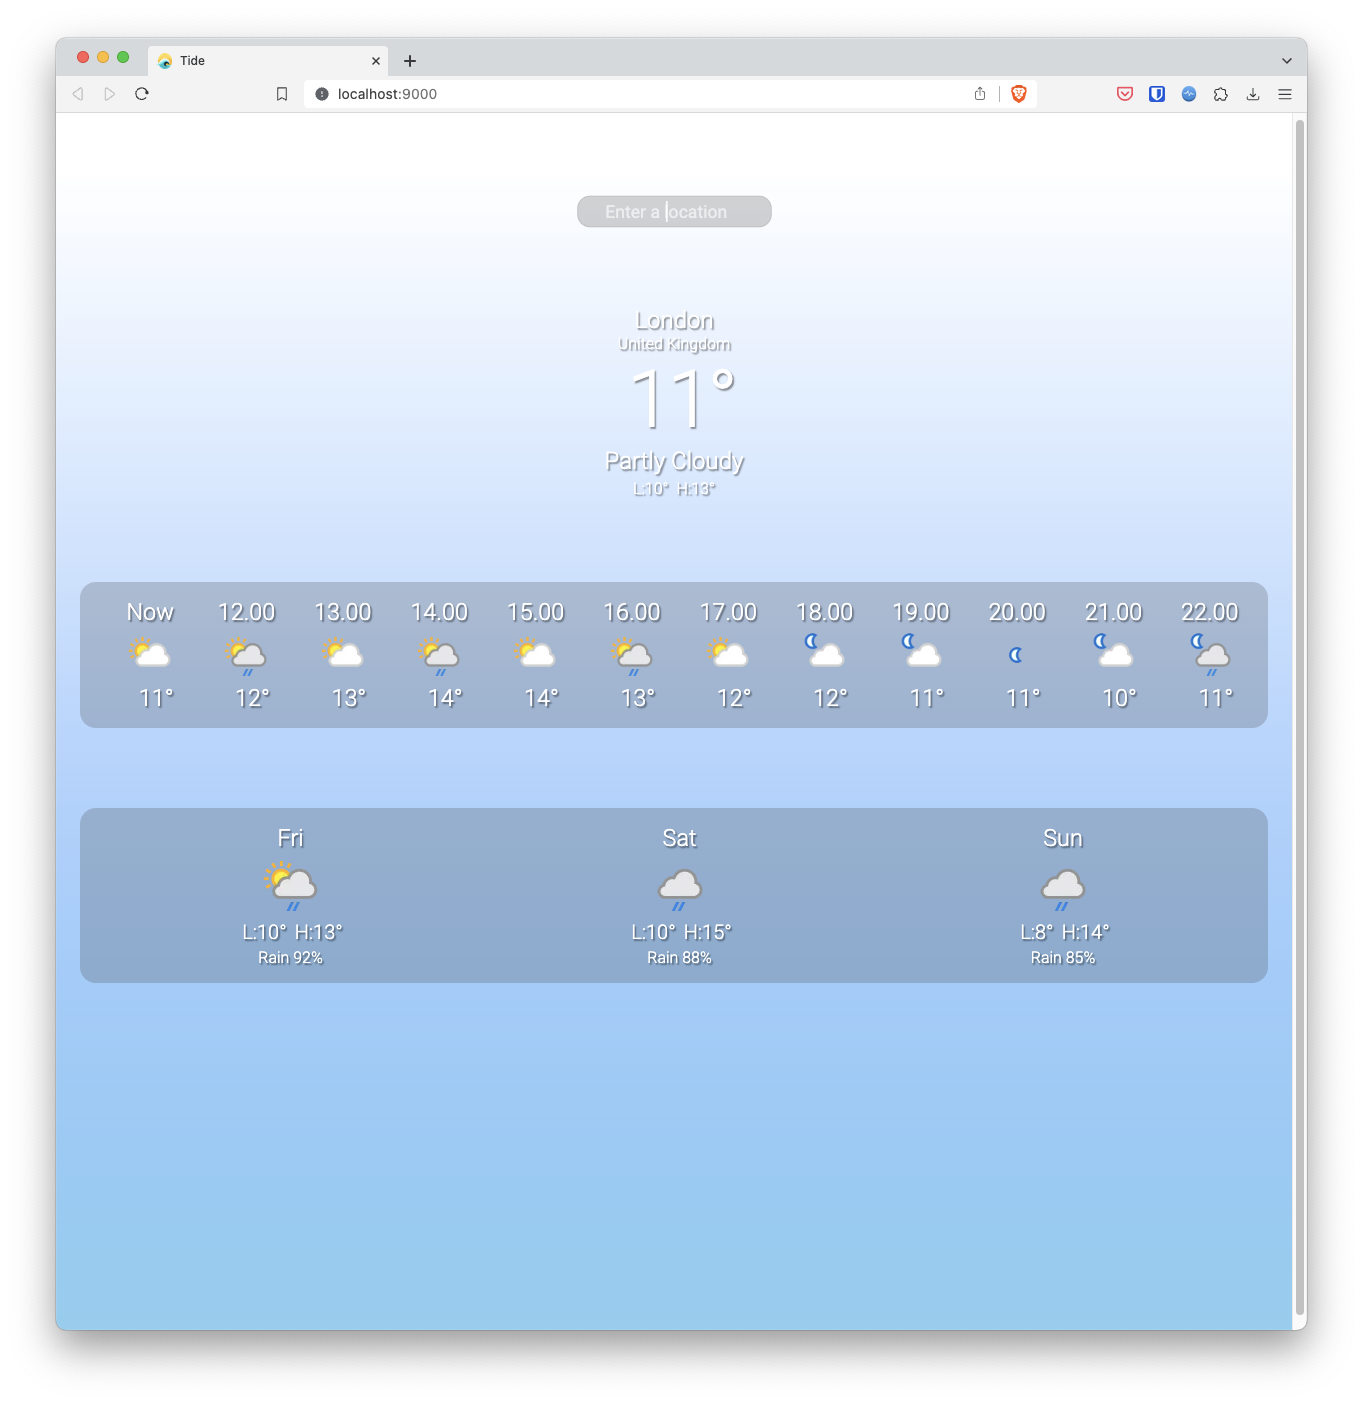 Tide
localhost:9000
Enter a location
London
United Kingdom
11°
Partly Cloudy
L:10° H:13°
Now 12.00 13.00 14.00 15.00 16.00 17.00 18.00 19.00 20.00 21.00 22.00
11° 12° 13° 14° 14° 13° 12° 12° 11° 11° 10° 11°
Fri Sat Sun
L:10° H:13° L:10° H:15° L:8° H:14°
Rain 92% Rain 88% Rain 85%